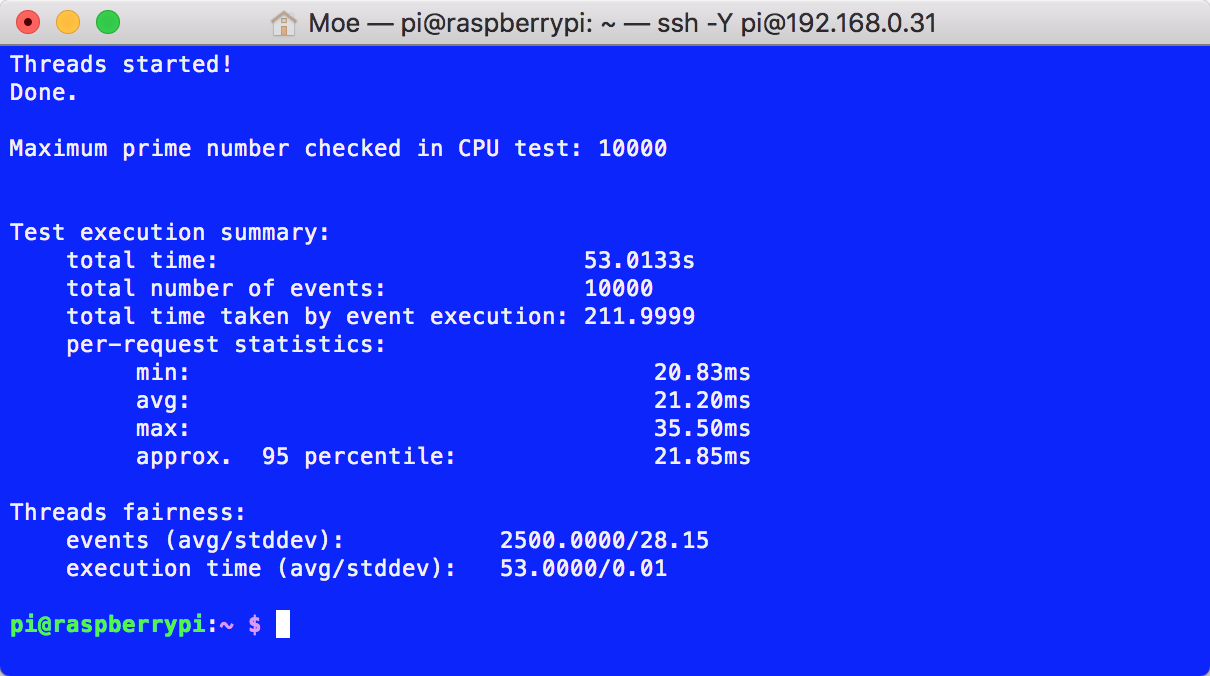 Moe — pi@raspberrypi: ~ — ssh -Y pi@192.168.0.31
Threads started!
Done.
Maximum prime number checked in CPU test: 10000
Test execution summary:
    total time:                          53.0133s
    total number of events:              10000
    total time taken by event execution: 211.9999
    per-request statistics:
         min:                                 20.83ms
         avg:                                 21.20ms
         max:                                 35.50ms
         approx.  95 percentile:              21.85ms
Threads fairness:
    events (avg/stddev):           2500.0000/28.15
    execution time (avg/stddev):   53.0000/0.01
pi@raspberrypi:~ $